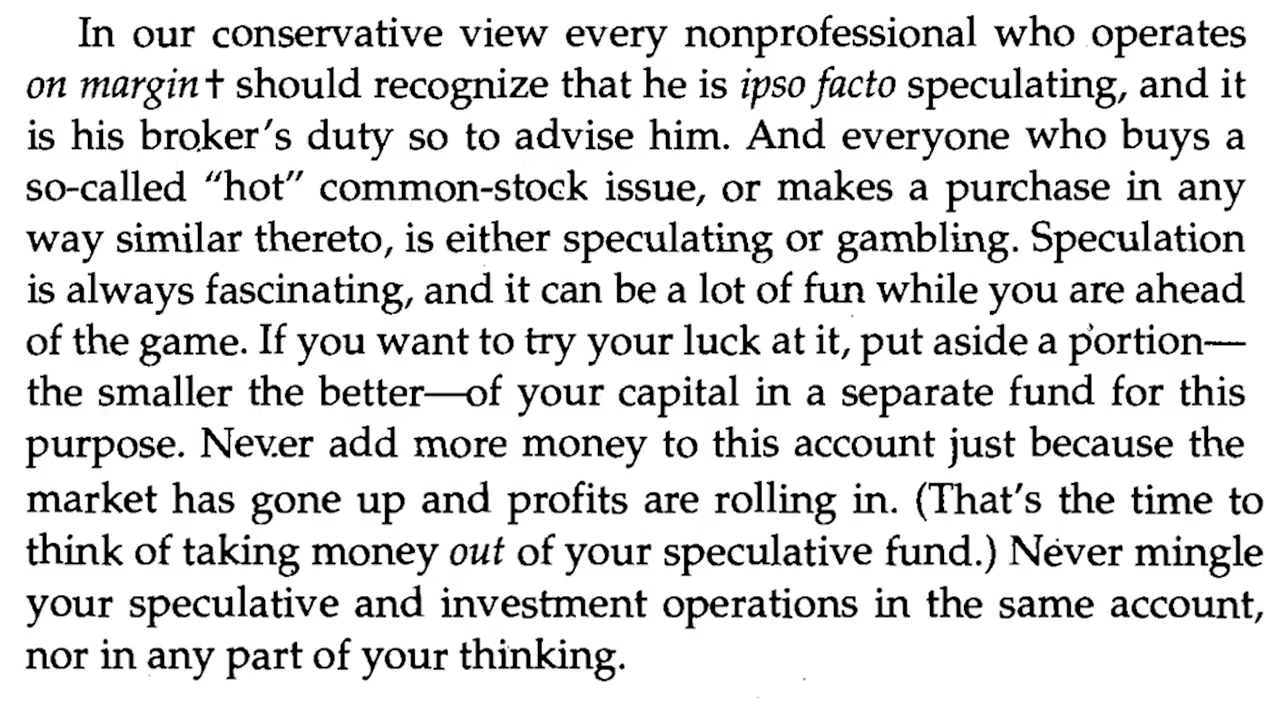 In our conservative view every nonprofessional who operates
on margin† should recognize that he is ipso facto speculating, and it
is his broker's duty so to advise him. And everyone who buys a
so-called “hot” common-stock issue, or makes a purchase in any
way similar thereto, is either speculating or gambling. Speculation
is always fascinating, and it can be a lot of fun while you are ahead
of the game. If you want to try your luck at it, put aside a portion—
the smaller the better—of your capital in a separate fund for this
purpose. Never add more money to this account just because the
market has gone up and profits are rolling in. (That's the time to
think of taking money out of your speculative fund.) Never mingle
your speculative and investment operations in the same account,
nor in any part of your thinking.